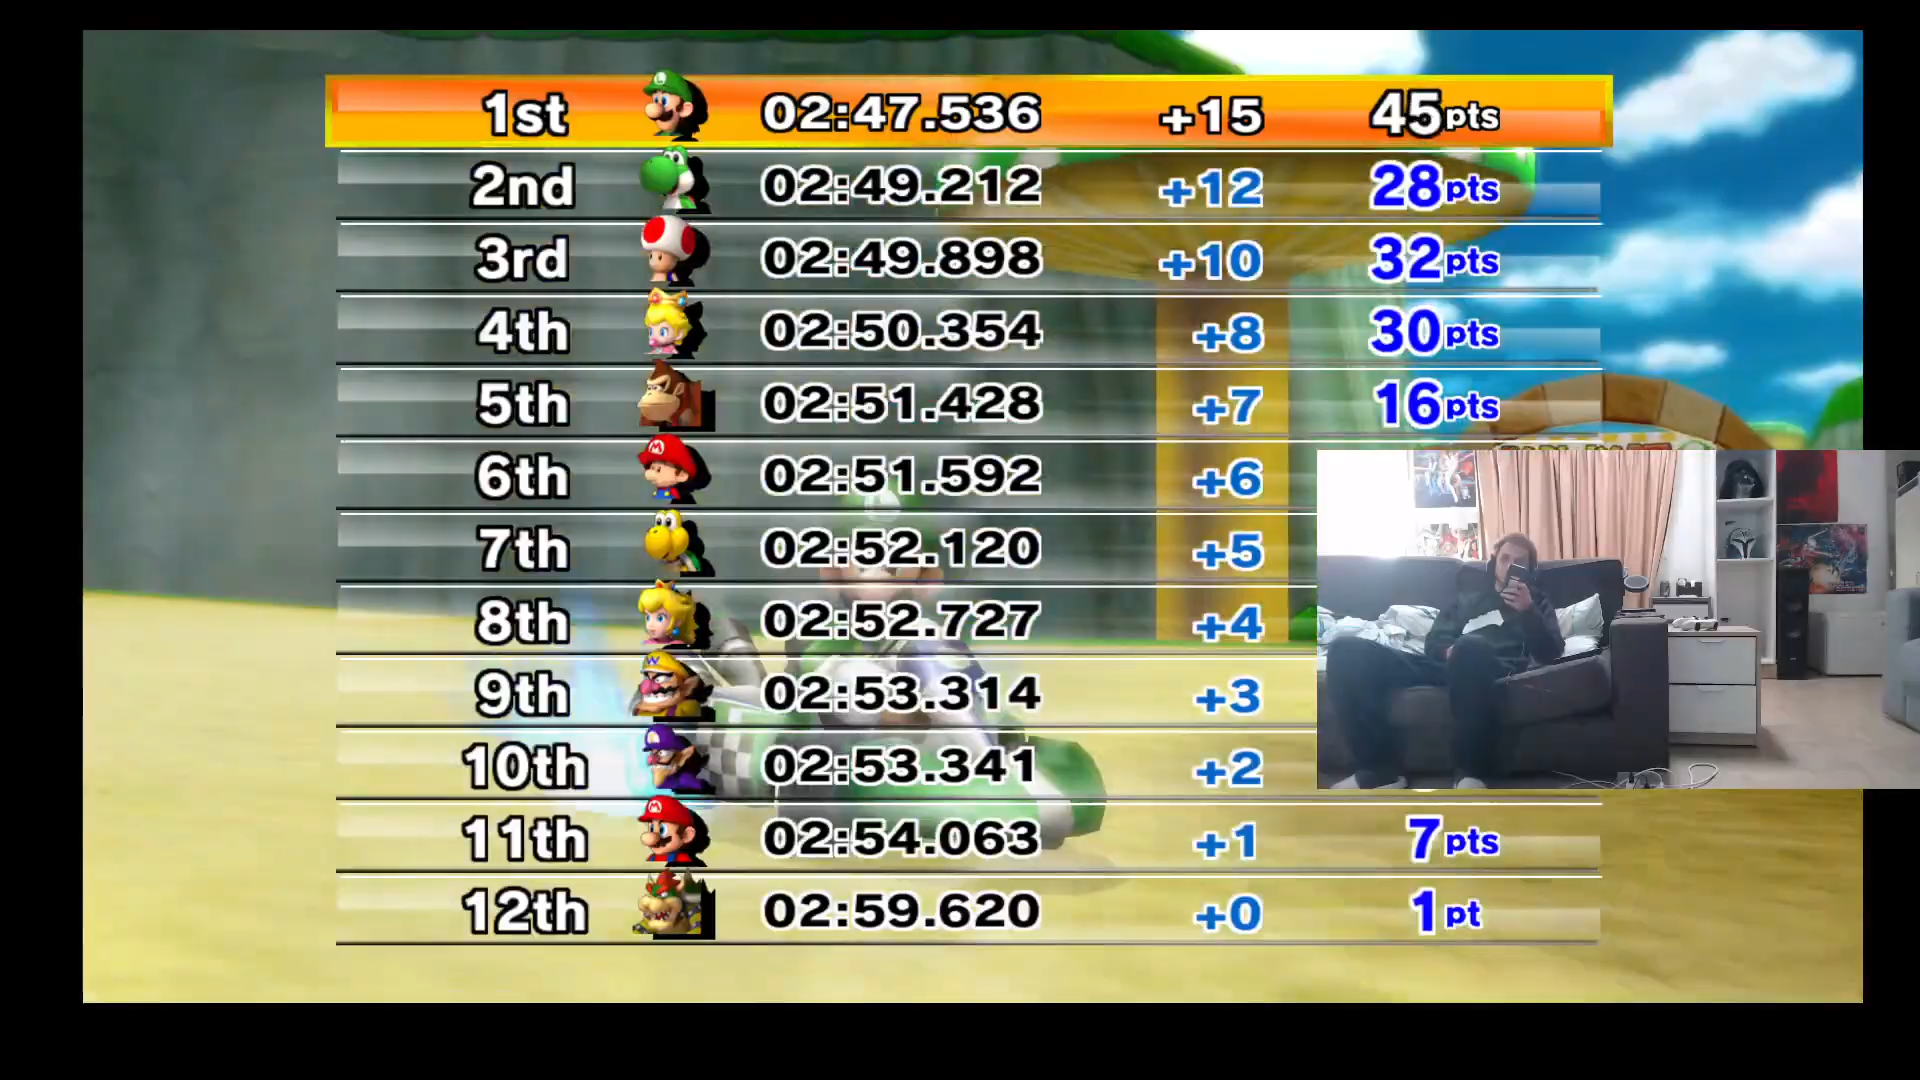 1st 02:47.536 +15 45pts
2nd 02:49.212 +12 28pts
3rd 02:49.898 +10 32pts
4th 02:50.354 +8 30pts
5th 02:51.428 +7 16pts
6th 02:51.592 +6
7th 02:52.120 +5
8th 02:52.727 +4
9th 02:53.314 +3
10th 02:53.341 +2
11th 02:54.063 +1 7pts
12th 02:59.620 +0 1pt